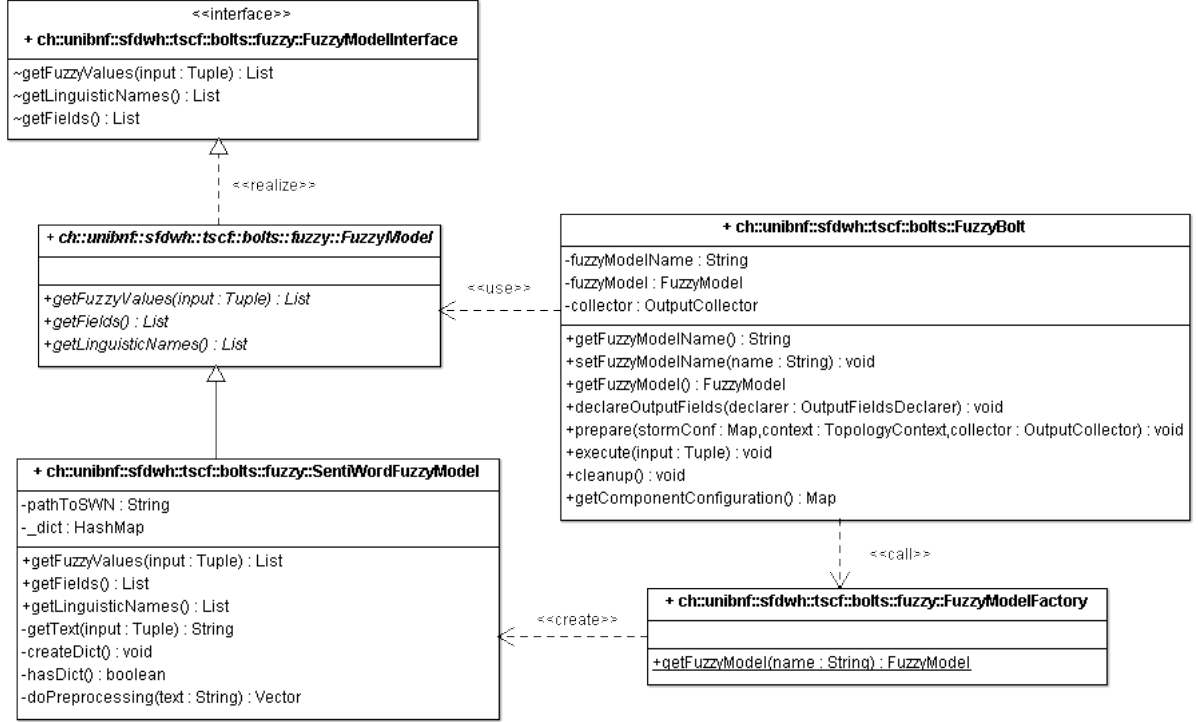 <<interface>>
+ ch::unibnf::sfdwh::tscf::bolts::fuzzy::FuzzyModelInterface
~getFuzzyValues(input : Tuple) : List
~getLinguisticNames() : List
~getFields() : List
<<realize>>
+ ch::unibnf::sfdwh::tscf::bolts::fuzzy::FuzzyModel
+getFuzzyValues(input : Tuple) : List
+getFields() : List
+getLinguisticNames() : List
<<use>>
+ ch::unibnf::sfdwh::tscf::bolts::FuzzyBolt
-fuzzyModelName : String
-fuzzyModel : FuzzyModel
-collector : OutputCollector
+getFuzzyModelName() : String
+setFuzzyModelName(name : String) : void
+getFuzzyModel() : FuzzyModel
+declareOutputFields(declarer : OutputFieldsDeclarer) : void
+prepare(stormConf : Map,context : TopologyContext,collector : OutputCollector) : void
+execute(input : Tuple) : void
+cleanup() : void
+getComponentConfiguration() : Map
+ ch::unibnf::sfdwh::tscf::bolts::fuzzy::SentiWordFuzzyModel
-pathToSWN : String
-_dict : HashMap
+getFuzzyValues(input : Tuple) : List
+getFields() : List
+getLinguisticNames() : List
-getText(input : Tuple) : String
-createDict() : void
-hasDict() : boolean
-doPreprocessing(text : String) : Vector
<<call>>
<<create>>
+ ch::unibnf::sfdwh::tscf::bolts::fuzzy::FuzzyModelFactory
+getFuzzyModel(name : String) : FuzzyModel